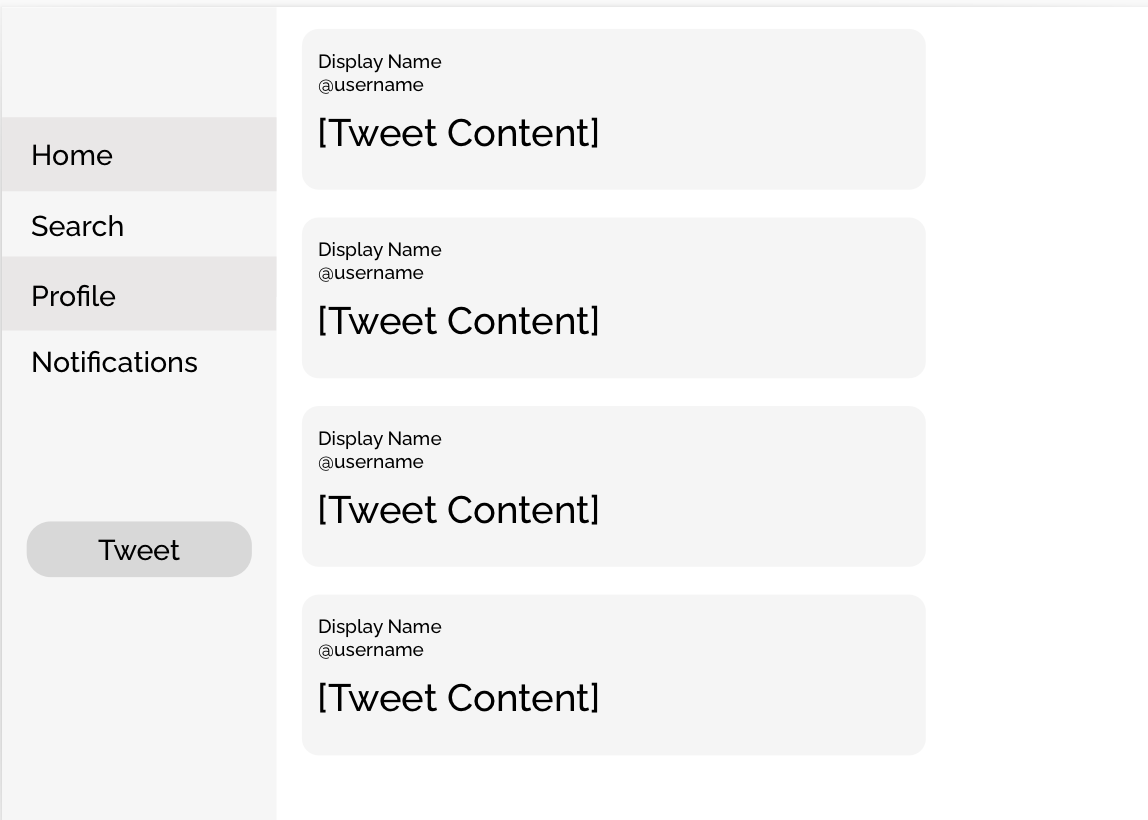 Home
Search
Profile
Notifications
Tweet
Display Name
@username
[Tweet Content]
Display Name
@username
[Tweet Content]
Display Name
@username
[Tweet Content]
Display Name
@username
[Tweet Content]